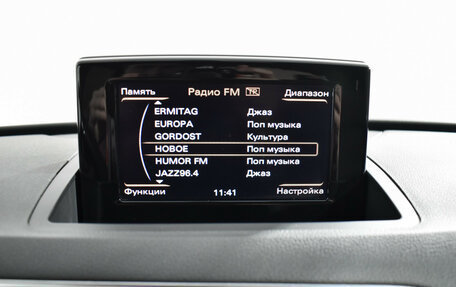 Память Радио FM TP Диапазон
ERMITAG Джаз
EUROPA Поп музыка
GORDOST Культура
НОВОЕ Поп музыка
HUMOR FM Поп музыка
JAZZ96.4 Джаз
Функции 11:41 Настройка